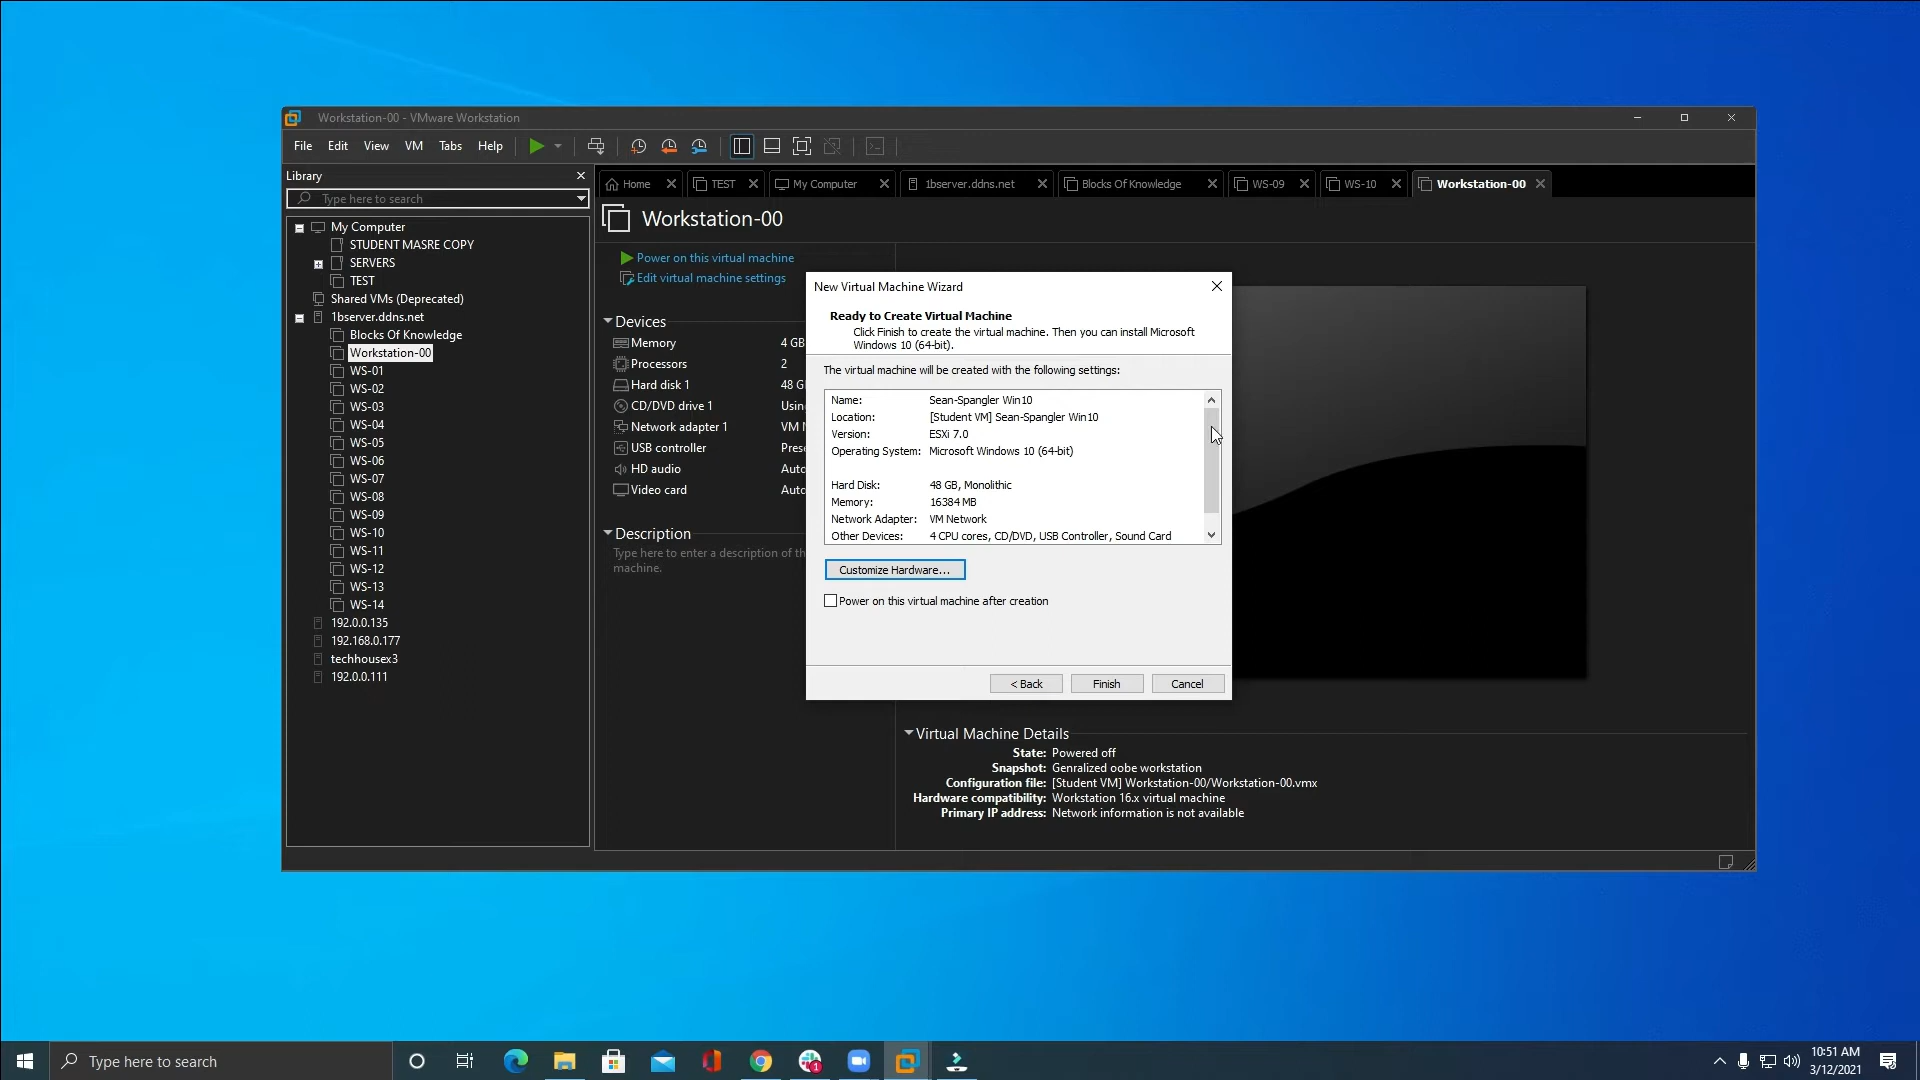 Workstation-00 - VMware Workstation
File Edit View VM Tabs Help
Library
Type here to search
My Computer
STUDENT MASRE COPY
SERVERS
TEST
Shared VMs (Deprecated)
1bserver.ddns.net
Blocks Of Knowledge
Workstation-00
WS-01
WS-02
WS-03
WS-04
WS-05
WS-06
WS-07
WS-08
WS-09
WS-10
WS-11
WS-12
WS-13
WS-14
192.0.0.135
192.168.0.177
techhousex3
192.0.0.111
Home TEST My Computer 1bserver.ddns.net Blocks Of Knowledge WS-09 WS-10 Workstation-00
Workstation-00
Power on this virtual machine
Edit virtual machine settings
Devices
Memory 4 GB
Processors 2
Hard disk 1 48 G
CD/DVD drive 1 Usin
Network adapter 1 VM N
USB controller Prese
HD audio Auto
Video card Auto
Description
Type here to enter a description of th
machine.
New Virtual Machine Wizard
Ready to Create Virtual Machine
Click Finish to create the virtual machine. Then you can install Microsoft
Windows 10 (64-bit).
The virtual machine will be created with the following settings:
Name: Sean-Spangler Win10
Location: [Student VM] Sean-Spangler Win10
Version: ESXi 7.0
Operating System: Microsoft Windows 10 (64-bit)
Hard Disk: 48 GB, Monolithic
Memory: 16384 MB
Network Adapter: VM Network
Other Devices: 4 CPU cores, CD/DVD, USB Controller, Sound Card
Customize Hardware...
Power on this virtual machine after creation
< Back Finish Cancel
Virtual Machine Details
State: Powered off
Snapshot: Genralized oobe workstation
Configuration file: [Student VM] Workstation-00/Workstation-00.vmx
Hardware compatibility: Workstation 16.x virtual machine
Primary IP address: Network information is not available
Type here to search
1
10:51 AM
3/12/2021